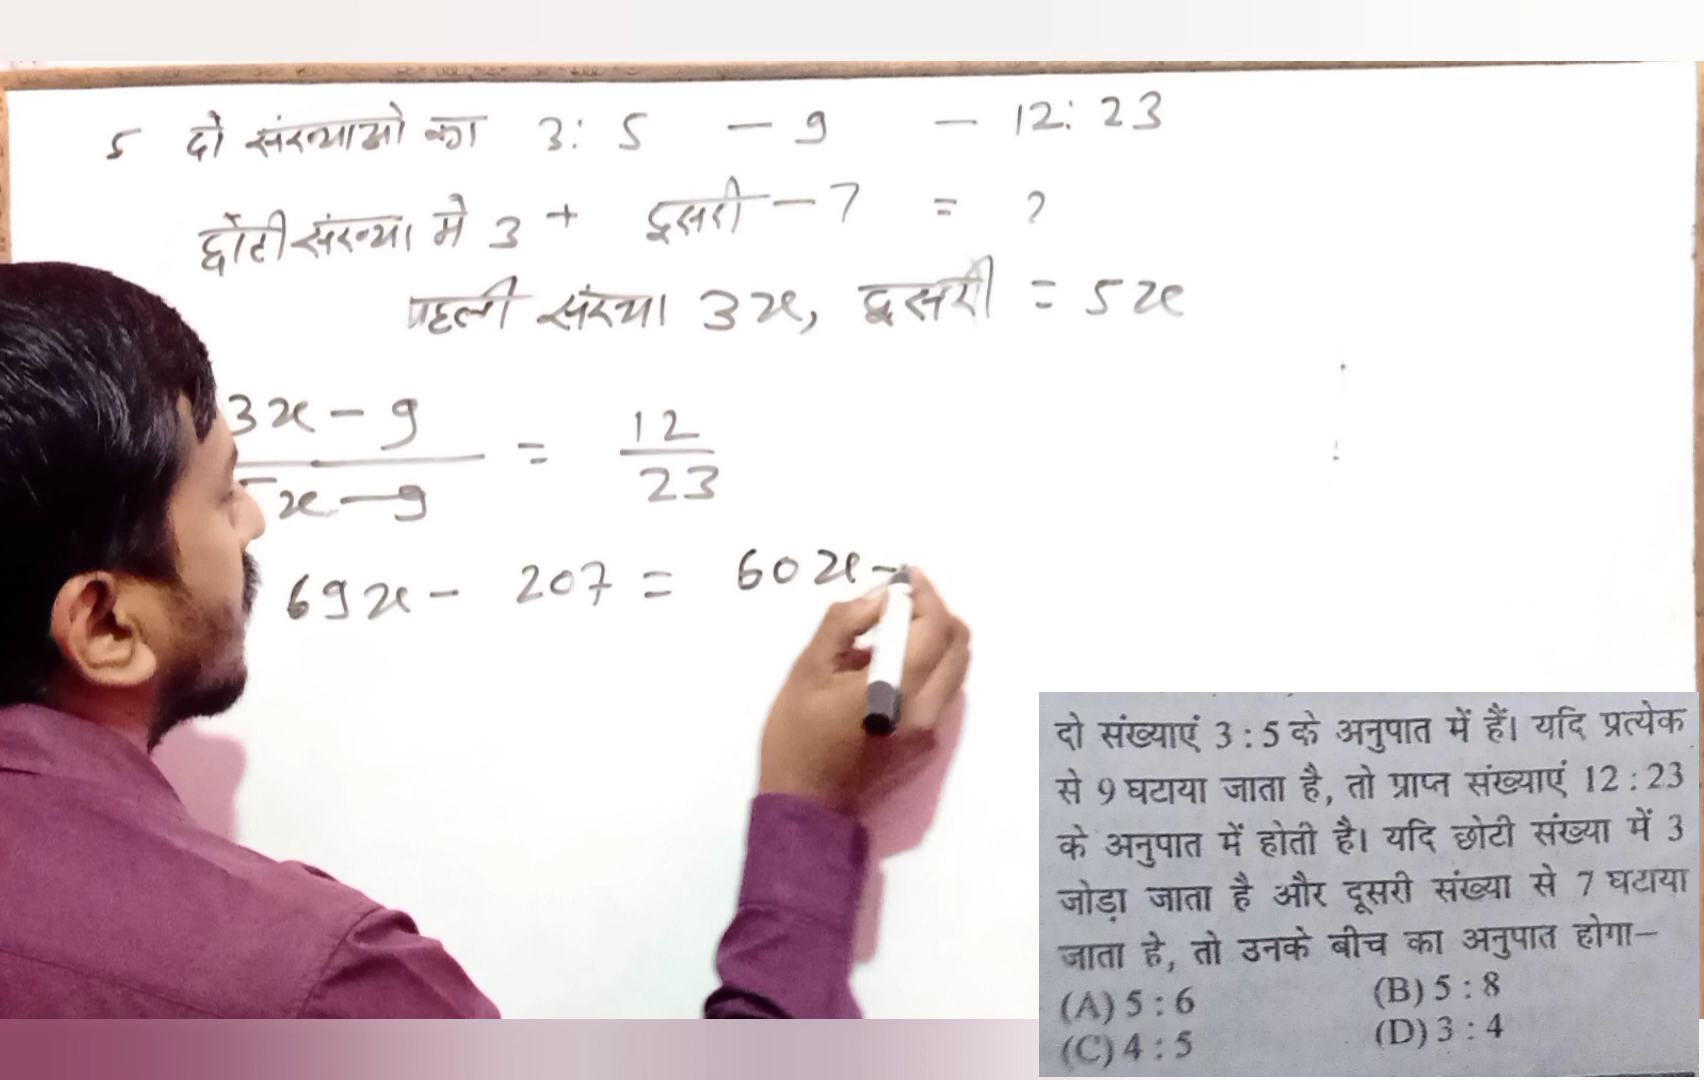 5 दो संख्याओ का 3: 5 - 9 - 12: 23
छोटी संख्या मे 3 + दुसरी - 7 = ?
पहली संख्या 3x, दुसरी = 5x
3x - 9 = 12
5x - 9 23
69x - 207 = 60x -
दो संख्याएं 3 : 5 के अनुपात में हैं। यदि प्रत्येक
से 9 घटाया जाता है, तो प्राप्त संख्याएं 12 : 23
के अनुपात में होती है। यदि छोटी संख्या में 3
जोड़ा जाता है और दूसरी संख्या से 7 घटाया
जाता है, तो उनके बीच का अनुपात होगा–
(A) 5 : 6 (B) 5 : 8
(C) 4 : 5 (D) 3 : 4